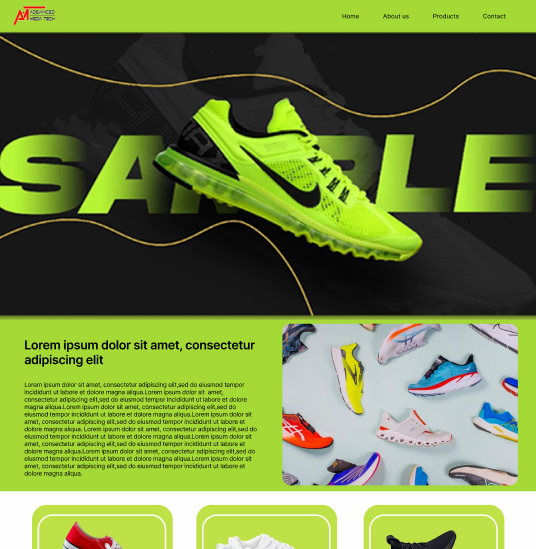 ADVANCED
MEDIA TECH
Home About us Products Contact
SAMPLE
Lorem ipsum dolor sit amet, consectetur
adipiscing elit
Lorem ipsum dolor sit amet, consectetur adipiscing elit,sed do eiusmod tempor
incididunt ut labore et dolore magna aliqua.Lorem ipsum dolor sit amet,
consectetur adipiscing elit,sed do eiusmod tempor incididunt ut labore et dolore
magna aliqua.Lorem ipsum dolor sit amet, consectetur adipiscing elit,sed do
eiusmod tempor incididunt ut labore et dolore magna aliqua.Lorem ipsum dolor sit
amet, consectetur adipiscing elit,sed do eiusmod tempor incididunt ut labore et
dolore magna aliqua. Lorem ipsum dolor sit amet, consectetur adipiscing elit,sed do
eiusmod tempor incididunt ut labore et dolore magna aliqua.Lorem ipsum dolor sit
amet, consectetur adipiscing elit,sed do eiusmod tempor incididunt ut labore et
dolore magna aliqua.Lorem ipsum dolor sit amet, consectetur adipiscing elit,sed do
eiusmod tempor incididunt ut labore et dolore magna aliqua.Lorem ipsum dolor sit
amet, consectetur adipiscing elit,sed do eiusmod tempor incididunt ut labore et
dolore magna aliqua.